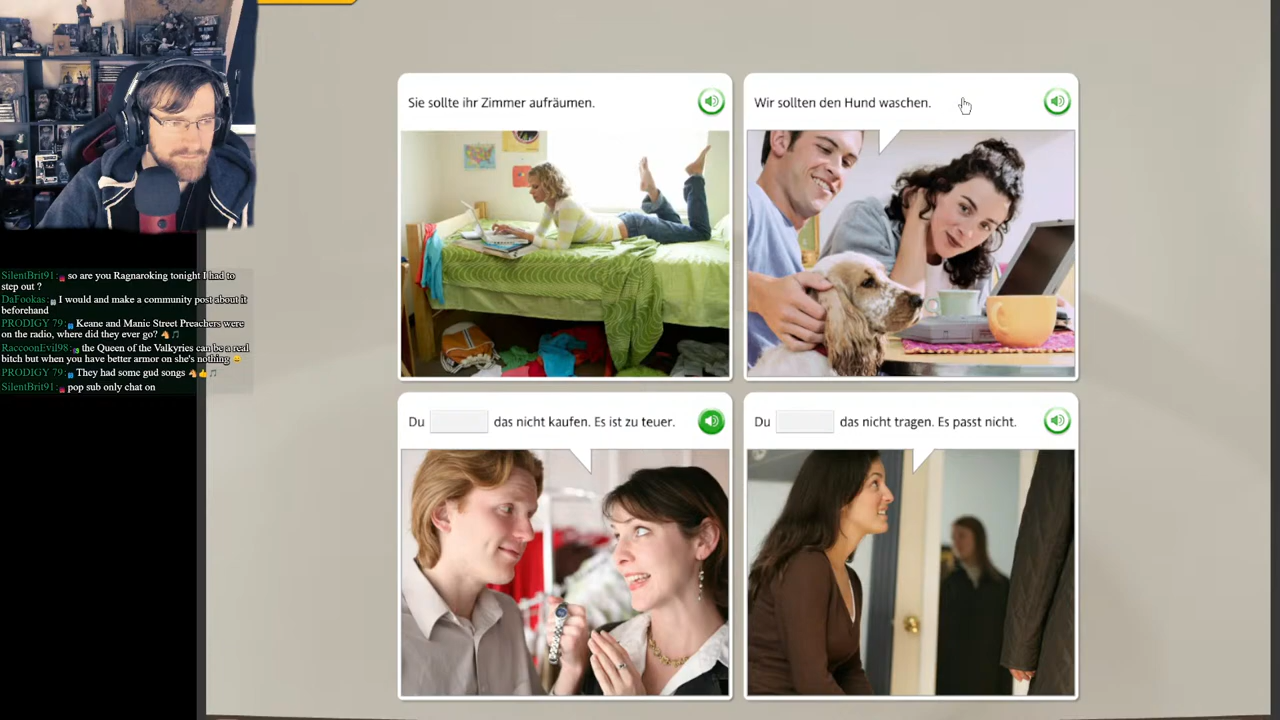 Sie sollte ihr Zimmer aufräumen.
Wir sollten den Hund waschen.
SilentBrit91: so are you Ragnaroking tonight I had to
step out ?
DaFookas: I would and make a community post about it
beforehand
PRODIGY 79: Keane and Manic Street Preachers were
on the radio, where did they ever go? 🐴🎵
RaccoonEvil98: the Queen of the Valkyries can be a real
bitch but when you have better armor on she's nothing 😄
PRODIGY 79: They had some gud songs 🐴👍🎵
SilentBrit91: pop sub only chat on
Du das nicht kaufen. Es ist zu teuer.
Du das nicht tragen. Es passt nicht.